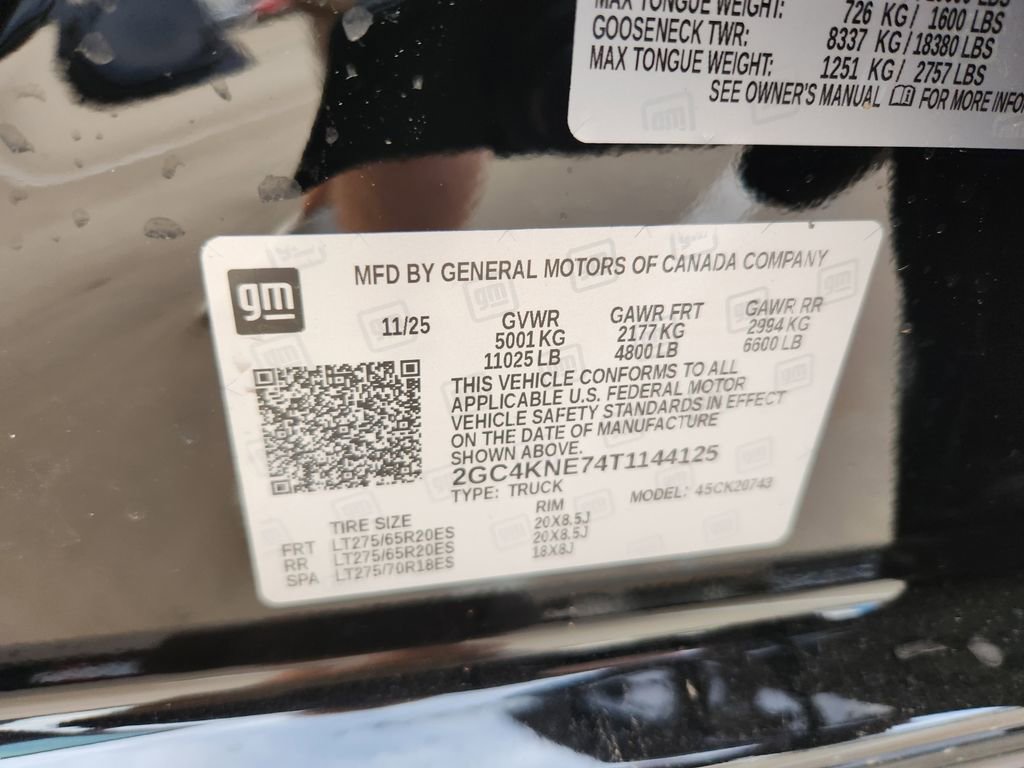 MAX TONGUE WEIGHT: 726 KG/ 1600 LBS
GOOSENECK TWR: 8337 KG/18380 LBS
MAX TONGUE WEIGHT: 1251 KG/ 2757 LBS
SEE OWNER'S MANUAL FOR MORE INFO
gm
MFD BY GENERAL MOTORS OF CANADA COMPANY
11/25 GVWR GAWR FRT GAWR RR
5001 KG 2177 KG 2994 KG
11025 LB 4800 LB 6600 LB
THIS VEHICLE CONFORMS TO ALL
APPLICABLE U.S. FEDERAL MOTOR
VEHICLE SAFETY STANDARDS IN EFFECT
ON THE DATE OF MANUFACTURE
SHOWN ABOVE.
2GC4KNE74T1144125
TYPE: TRUCK MODEL: 45CK20743
TIRE SIZE RIM
FRT LT275/65R20ES 20X8.5J
RR LT275/65R20ES 20X8.5J
SPA LT275/70R18ES 18X8J